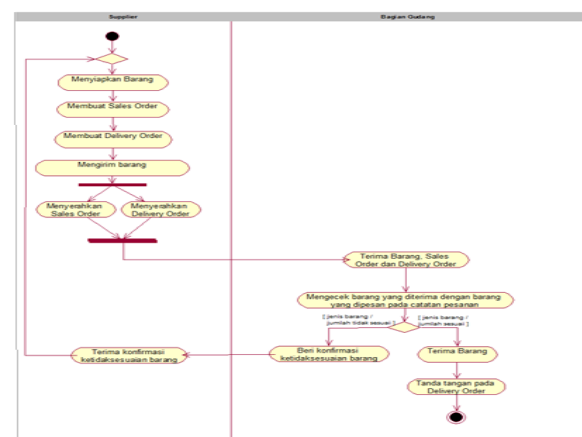 Supplier
Bagian Gudang
Menyiapkan Barang
Membuat Sales Order
Membuat Delivery Order
Mengirim barang
Menyerahkan
Sales Order
Menyerahkan
Delivery Order
Terima Barang, Sales
Order dan Delivery Order
Mengecek barang yang diterima dengan barang
yang dipesan pada catatan pesanan
[ jenis barang /
jumlah tidak sesuai ]
[ jenis barang /
jumlah sesuai ]
Terima konfirmasi
ketidaksesuaian barang
Beri konfirmasi
ketidaksesuaian barang
Terima Barang
Tanda tangan pada
Delivery Order